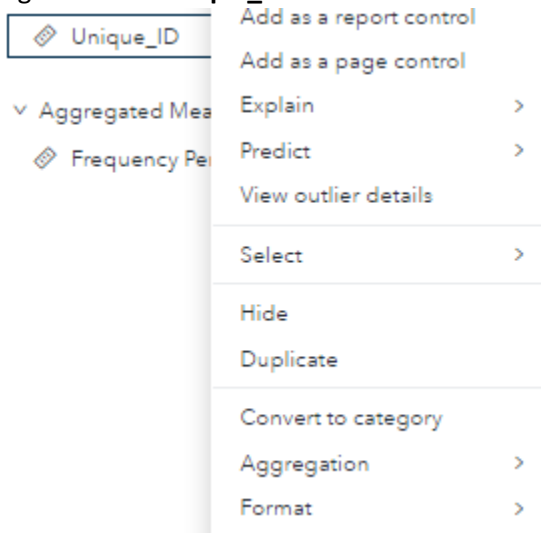 Unique_ID
Aggregated Mea
Frequency Pe
Add as a report control
Add as a page control
Explain
Predict
View outlier details
Select
Hide
Duplicate
Convert to category
Aggregation
Format